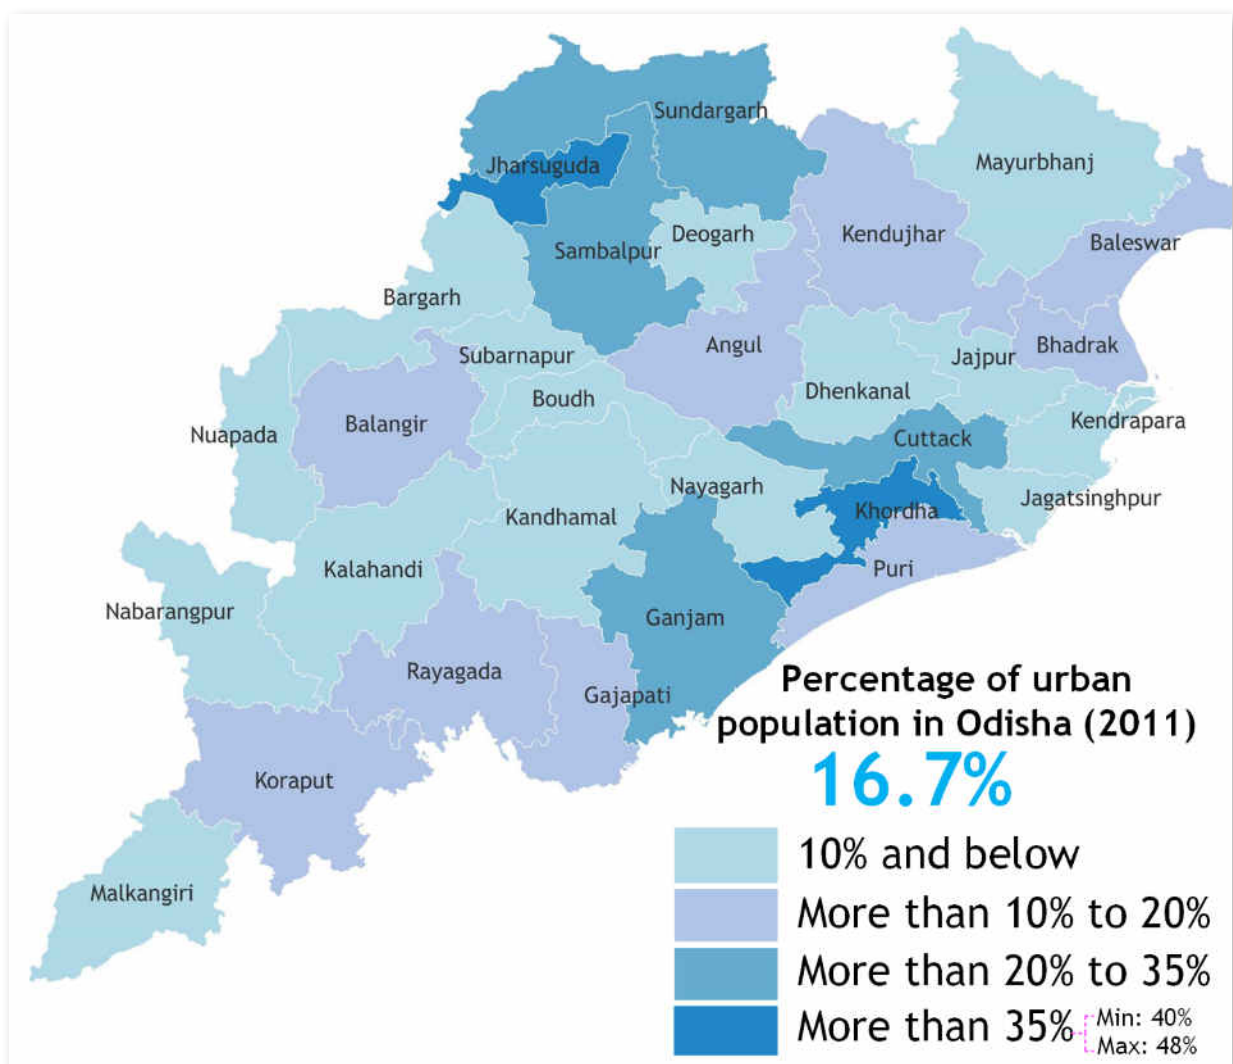 Sundargarh
Jharsuguda
Mayurbhanj
Deogarh
Kendujhar
Baleswar
Sambalpur
Bargarh
Subarnapur
Angul
Jajpur
Bhadrak
Boudh
Dhenkanal
Balangir
Kendrapara
Nuapada
Cuttack
Nayagarh
Jagatsinghpur
Kandhamal
Khordha
Kalahandi
Puri
Nabarangpur
Ganjam
Rayagada
Gajapati
Koraput
Malkangiri
Percentage of urban
population in Odisha (2011)
16.7%
10% and below
More than 10% to 20%
More than 20% to 35%
More than 35%
Min: 40%
Max: 48%